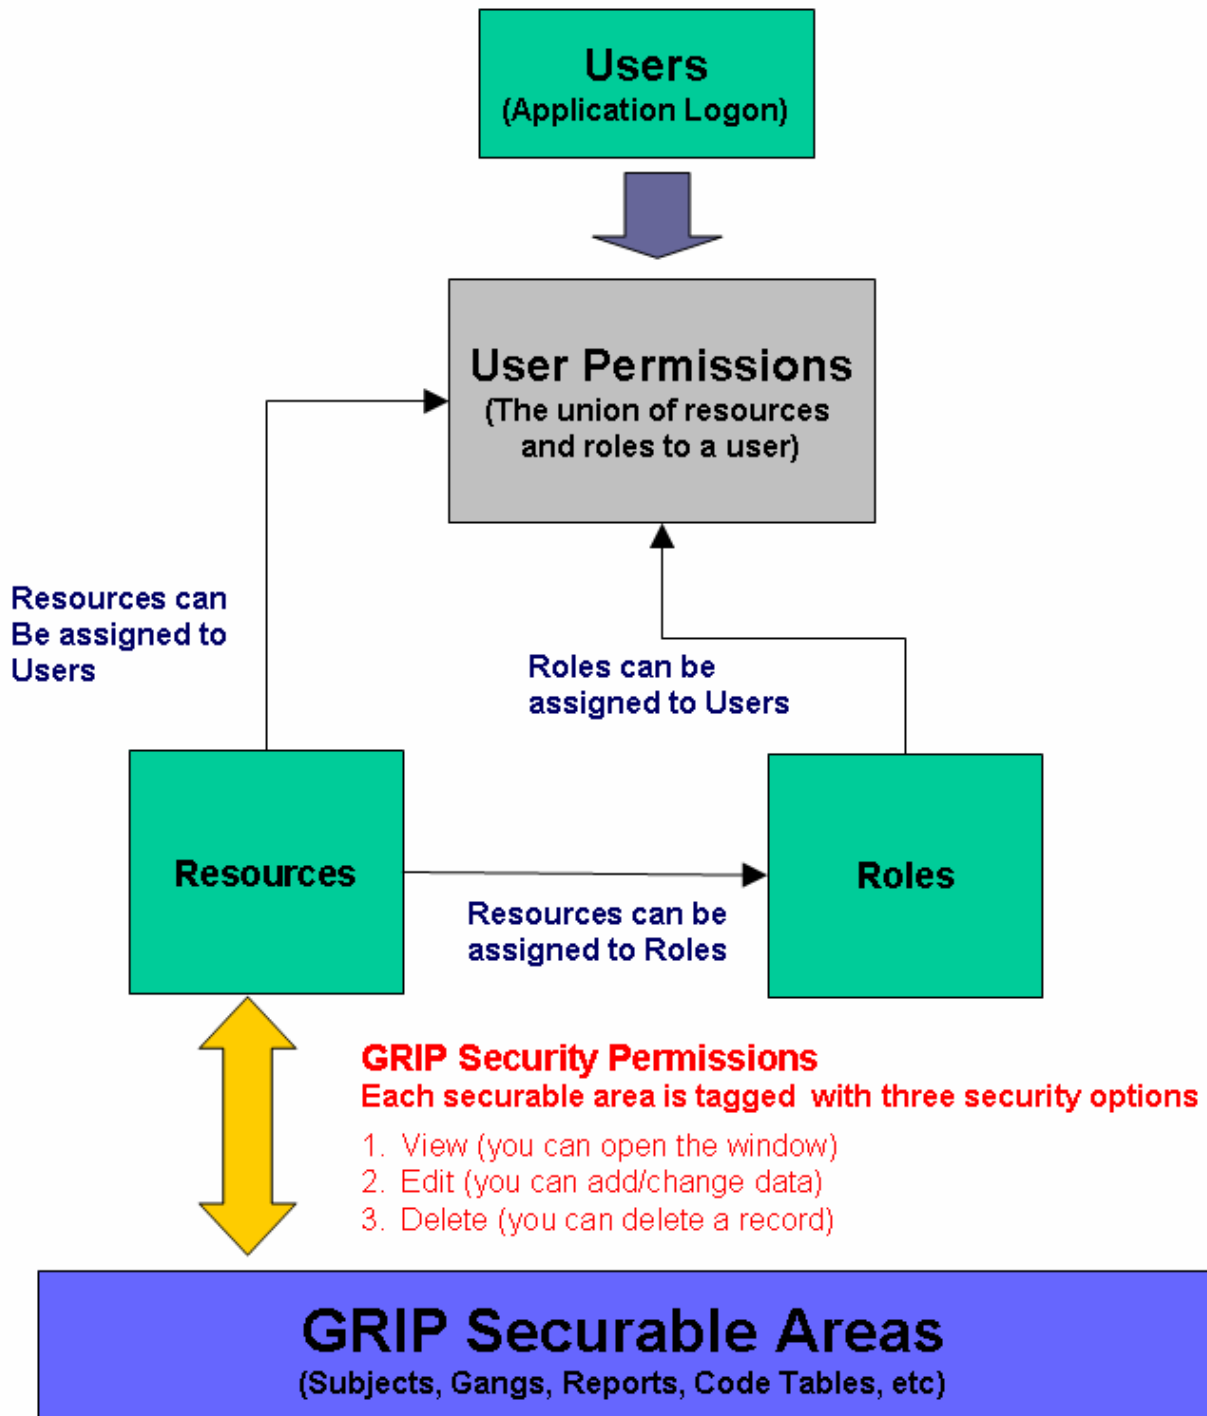 Users
(Application Logon)
User Permissions
(The union of resources
and roles to a user)
Resources can
Be assigned to
Users
Roles can be
assigned to Users
Resources
Roles
Resources can be
assigned to Roles
GRIP Security Permissions
Each securable area is tagged with three security options
1. View (you can open the window)
2. Edit (you can add/change data)
3. Delete (you can delete a record)
GRIP Securable Areas
(Subjects, Gangs, Reports, Code Tables, etc)